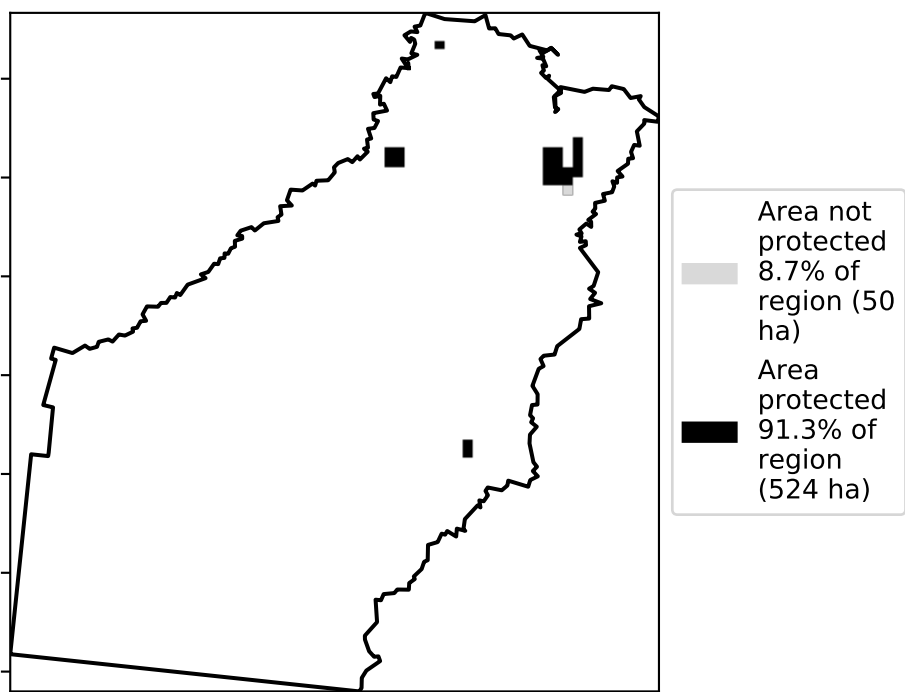 Area not
protected
8.7% of
region (50
ha)
Area
protected
91.3% of
region
(524 ha)